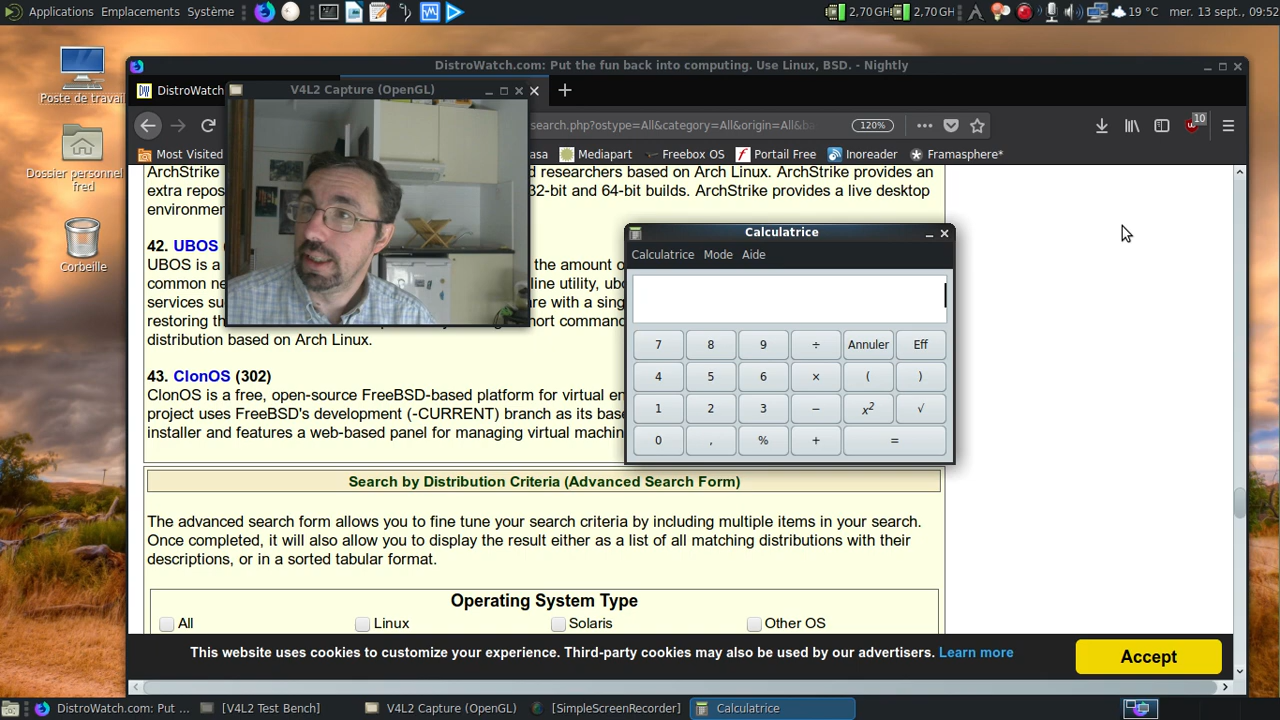 Applications Emplacements Système
2,70 GH 2,70 GH 19 °C mer. 13 sept., 09:52
Poste de travail
Dossier personnel
fred
Corbeille
DistroWatch.com: Put the fun back into computing. Use Linux, BSD. - Nightly
DistroWatch
V4L2 Capture (OpenGL)
search.php?ostype=All&category=All&origin=All&ba
120%
10
Most Visited
Mediapart
Freebox OS
Portail Free
Inoreader
Framasphère*
ArchStrike researchers based on Arch Linux. ArchStrike provides an
extra repos 32-bit and 64-bit builds. ArchStrike provides a live desktop
environmen
42. UBOS (
UBOS is a the amount o
common ne line utility, ubo
services su are with a sing
restoring th short comman
distribution based on Arch Linux.
43. ClonOS (302)
ClonOS is a free, open-source FreeBSD-based platform for virtual en
project uses FreeBSD's development (-CURRENT) branch as its base
installer and features a web-based panel for managing virtual machin
Calculatrice
Calculatrice Mode Aide
7 8 9 ÷ Annuler Eff
4 5 6 × ( )
1 2 3 − x² √
0 , % + =
Search by Distribution Criteria (Advanced Search Form)
The advanced search form allows you to fine tune your search criteria by including multiple items in your search.
Once completed, it will also allow you to display the result either as a list of all matching distributions with their
descriptions, or in a sorted tabular format.
Operating System Type
All Linux Solaris Other OS
This website uses cookies to customize your experience. Third-party cookies may also be used by our advertisers. Learn more
Accept
DistroWatch.com: Put ...
[V4L2 Test Bench]
V4L2 Capture (OpenGL)
[SimpleScreenRecorder]
Calculatrice